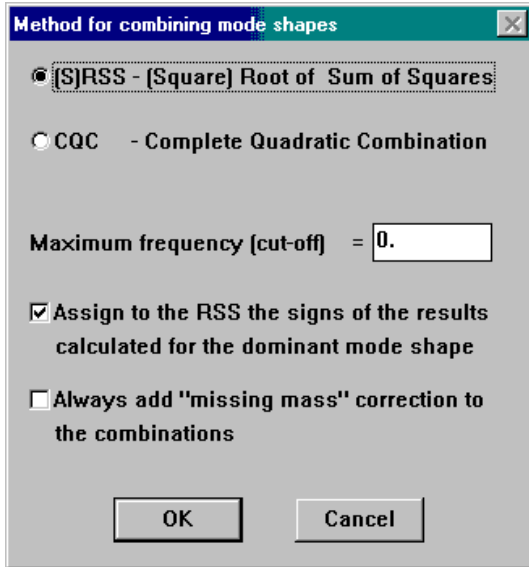 Method for combining mode shapes
(S)RSS - (Square) Root of Sum of Squares
CQC - Complete Quadratic Combination
Maximum frequency (cut-off) = 0.
Assign to the RSS the signs of the results
calculated for the dominant mode shape
Always add "missing mass" correction to
the combinations
OK Cancel